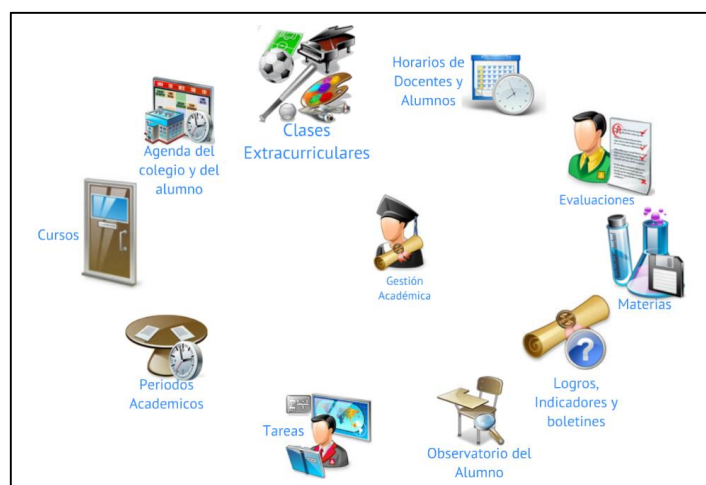 Clases
Extracurriculares
Horarios de
Docentes y
Alumnos
Evaluaciones
Materias
Logros,
Indicadores y
boletines
Observatorio del
Alumno
Tareas
Periodos
Academicos
Cursos
Agenda del
colegio y del
alumno
Gestión
Académica